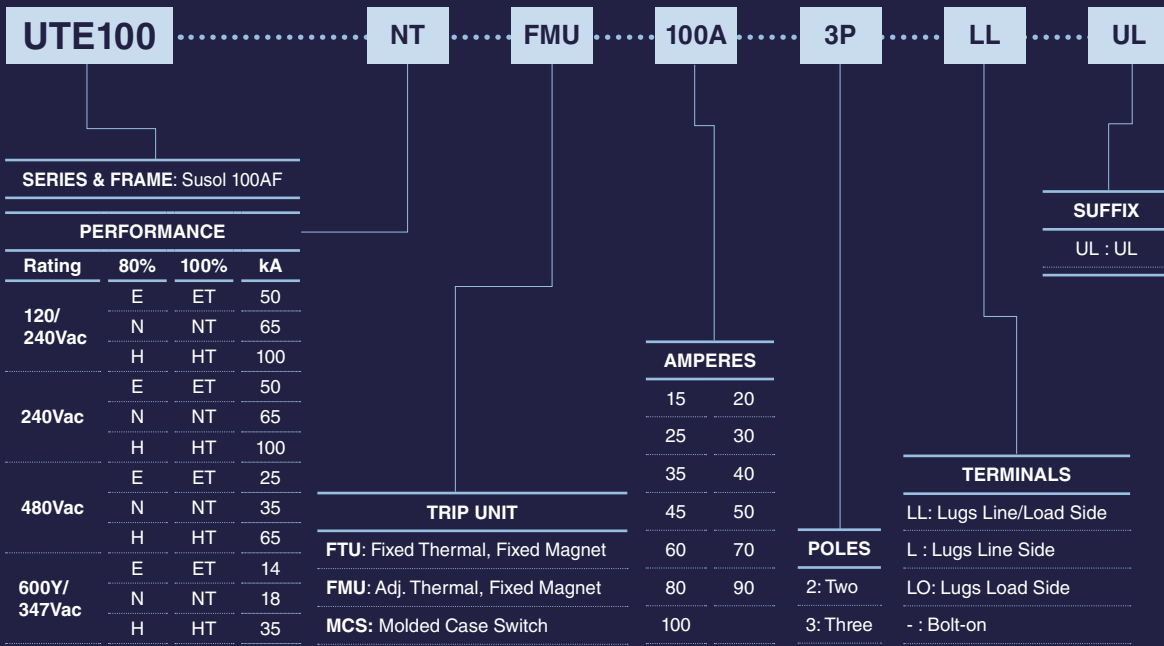 UTE100 NT FMU 100A 3P LL UL
SERIES & FRAME: Susol 100AF
PERFORMANCE
Rating 80% 100% kA
120/
240Vac
E ET 50
N NT 65
H HT 100
240Vac
E ET 50
N NT 65
H HT 100
480Vac
E ET 25
N NT 35
H HT 65
600Y/
347Vac
E ET 14
N NT 18
H HT 35
TRIP UNIT
FTU: Fixed Thermal, Fixed Magnet
FMU: Adj. Thermal, Fixed Magnet
MCS: Molded Case Switch
AMPERES
15 20
25 30
35 40
45 50
60 70
80 90
100
POLES
2: Two
3: Three
TERMINALS
LL: Lugs Line/Load Side
L : Lugs Line Side
LO: Lugs Load Side
- : Bolt-on
SUFFIX
UL : UL